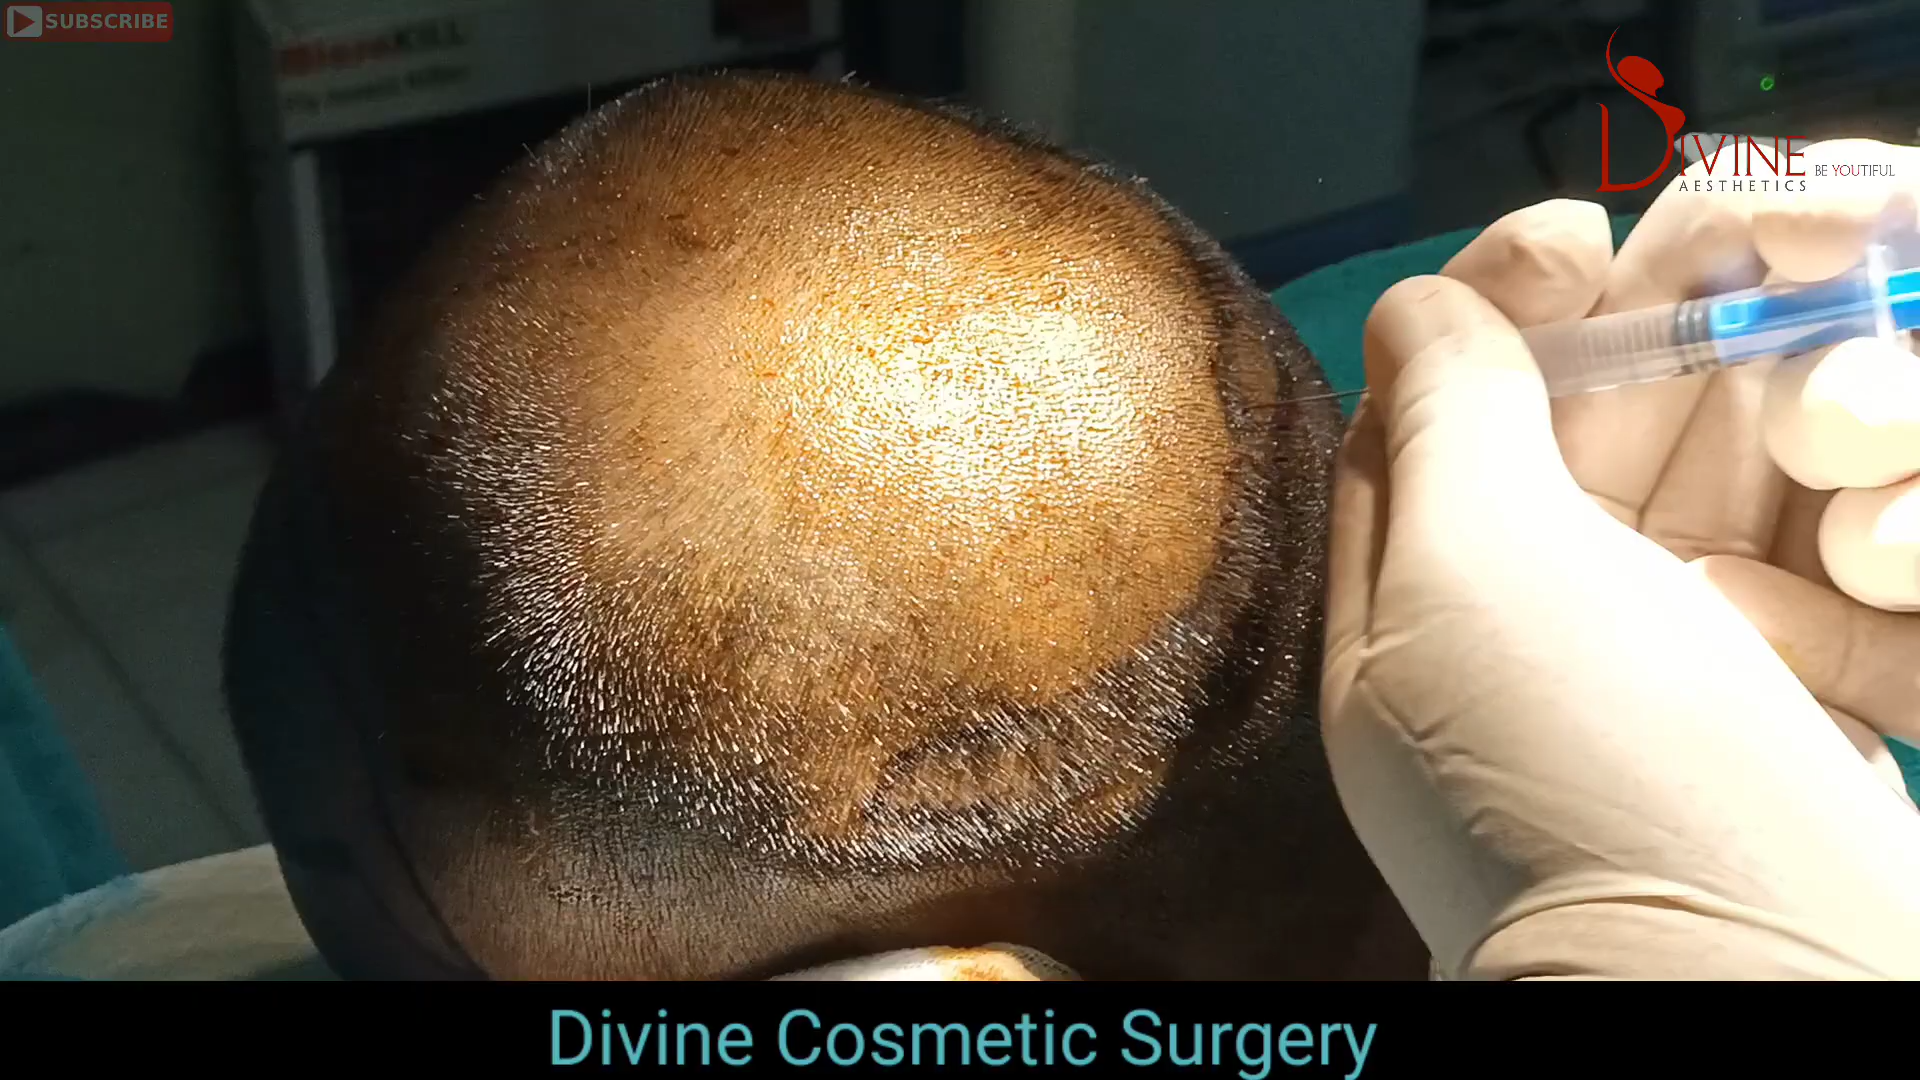 SUBSCRIBE
DIVINE
AESTHETICS
BE YOUTIFUL
Divine Cosmetic Surgery